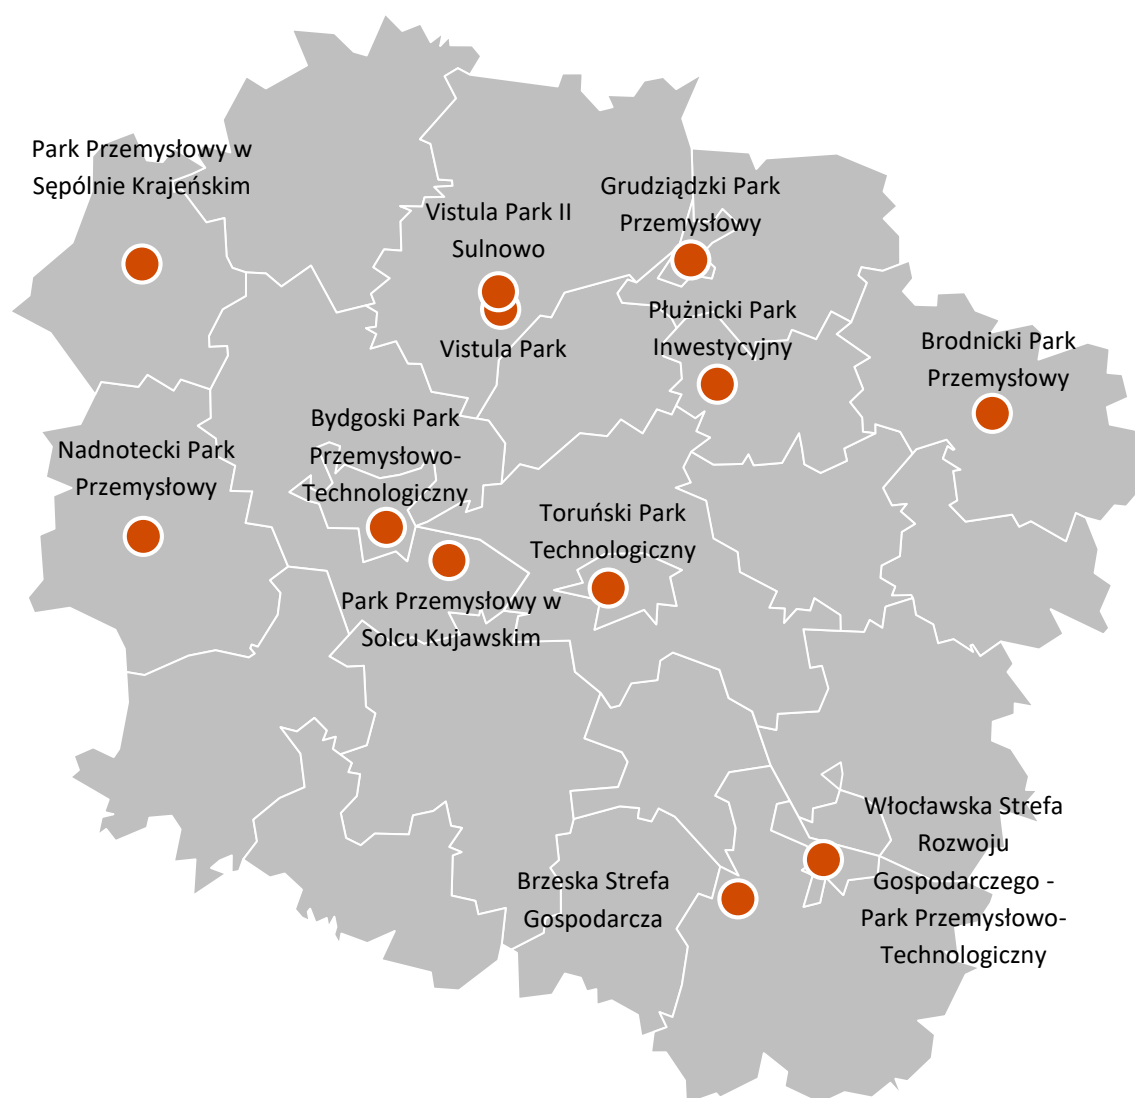 Park Przemysłowy w
Sępólnie Krajeńskim
Grudziądzki Park
Przemysłowy
Vistula Park II
Sulnowo
Vistula Park
Płużnicki Park
Inwestycyjny
Brodnicki Park
Przemysłowy
Nadnotecki Park
Przemysłowy
Bydgoski Park
Przemysłowo-
Technologiczny
Toruński Park
Technologiczny
Park Przemysłowy w
Solcu Kujawskim
Brzeska Strefa
Gospodarcza
Włocławska Strefa
Rozwoju
Gospodarczego -
Park Przemysłowo-
Technologiczny